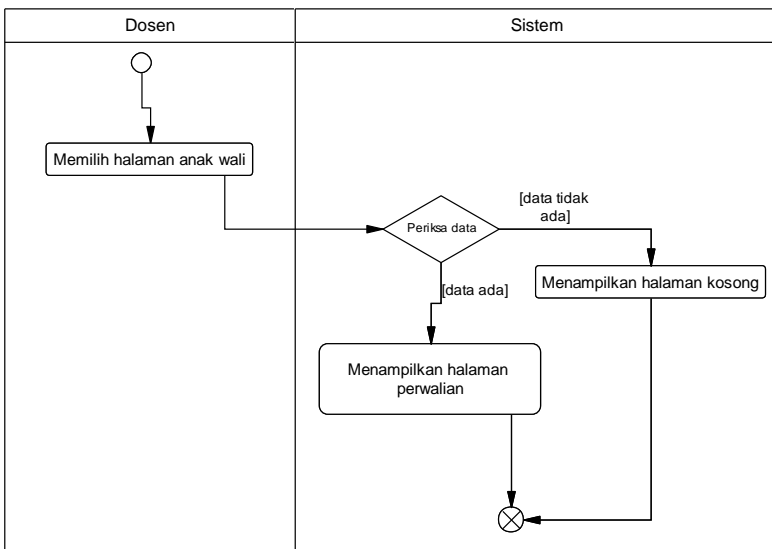 Dosen
Sistem
Memilih halaman anak wali
Periksa data
[data tidak
ada]
Menampilkan halaman kosong
[data ada]
Menampilkan halaman
perwalian